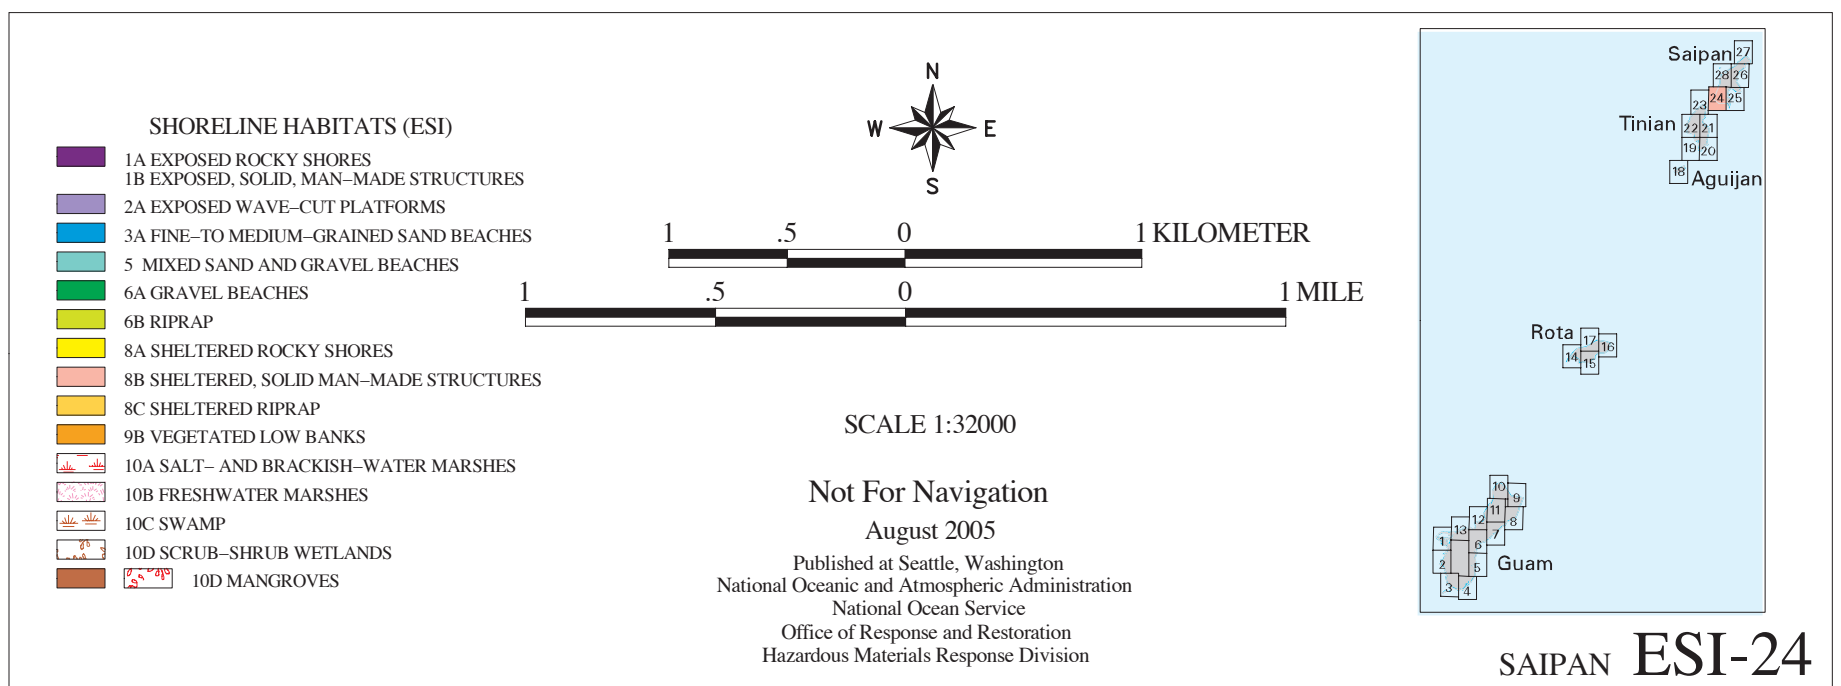 SHORELINE HABITATS (ESI)
1A EXPOSED ROCKY SHORES
1B EXPOSED, SOLID, MAN–MADE STRUCTURES
2A EXPOSED WAVE–CUT PLATFORMS
3A FINE–TO MEDIUM–GRAINED SAND BEACHES
5 MIXED SAND AND GRAVEL BEACHES
6A GRAVEL BEACHES
6B RIPRAP
8A SHELTERED ROCKY SHORES
8B SHELTERED, SOLID MAN–MADE STRUCTURES
8C SHELTERED RIPRAP
9B VEGETATED LOW BANKS
10A SALT– AND BRACKISH–WATER MARSHES
10B FRESHWATER MARSHES
10C SWAMP
10D SCRUB–SHRUB WETLANDS
10D MANGROVES
N
W E
S
1 .5 0 1 KILOMETER
1 .5 0 1 MILE
SCALE 1:32000
Not For Navigation
August 2005
Published at Seattle, Washington
National Oceanic and Atmospheric Administration
National Ocean Service
Office of Response and Restoration
Hazardous Materials Response Division
Saipan 27
28 26
23 24 25
Tinian 22 21
19 20
18 Aguijan
Rota 17
14 16
15
10
9
11
12 8
13 7
1 6
2 5 Guam
3 4
SAIPAN ESI-24